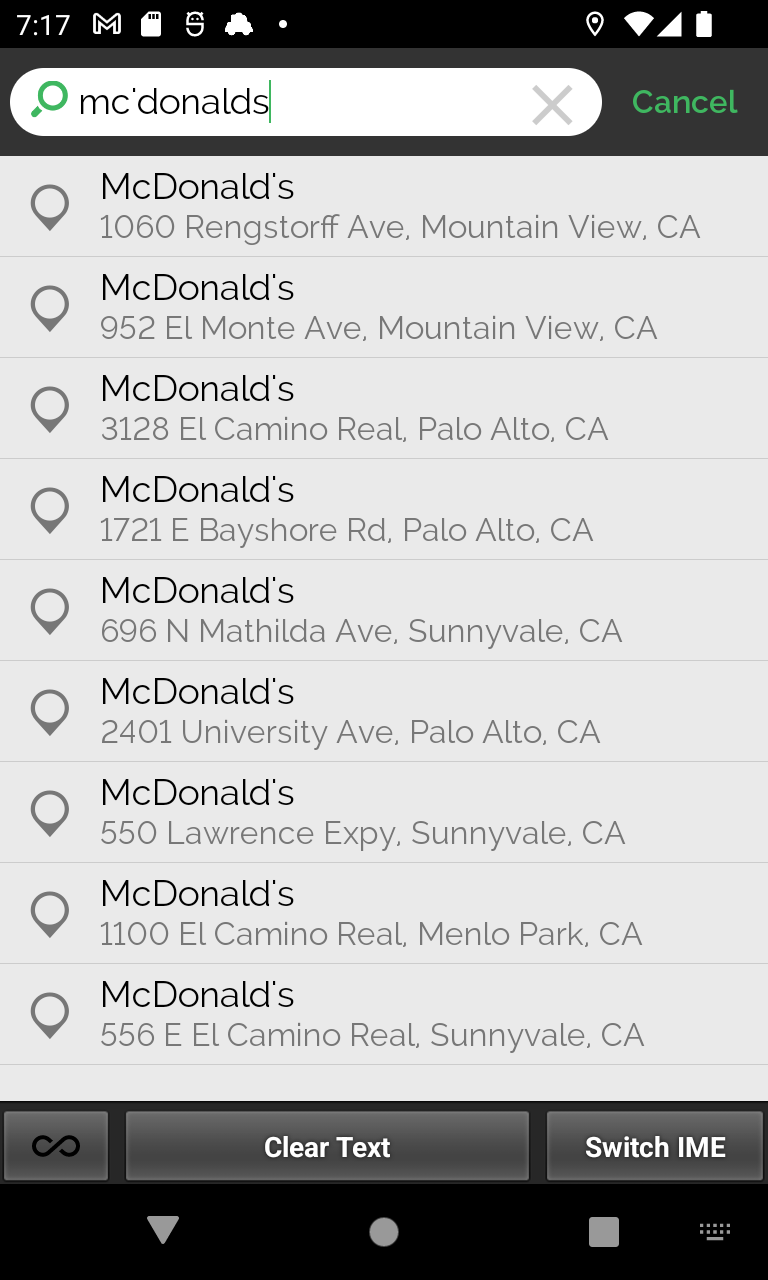 7:17
mc'donalds
Cancel
McDonald's
1060 Rengstorff Ave, Mountain View, CA
McDonald's
952 El Monte Ave, Mountain View, CA
McDonald's
3128 El Camino Real, Palo Alto, CA
McDonald's
1721 E Bayshore Rd, Palo Alto, CA
McDonald's
696 N Mathilda Ave, Sunnyvale, CA
McDonald's
2401 University Ave, Palo Alto, CA
McDonald's
550 Lawrence Expy, Sunnyvale, CA
McDonald's
1100 El Camino Real, Menlo Park, CA
McDonald's
556 E El Camino Real, Sunnyvale, CA
Clear Text
Switch IME